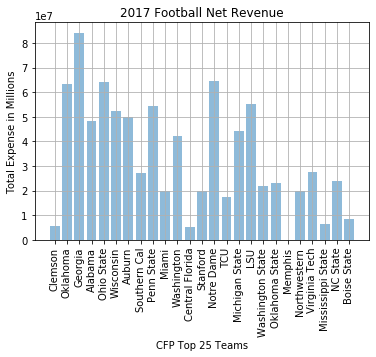 2017 Football Net Revenue
1e7
Total Expense in Millions
9
8
7
6
5
4
3
2
1
0
Clemson
Oklahoma
Georgia
Alabama
Ohio State
Wisconsin
Auburn
Southern Cal
Penn State
Miami
Washington
Central Florida
Stanford
Notre Dame
TCU
Michigan State
LSU
Washington State
Oklahoma State
Memphis
Northwestern
Virginia Tech
Mississippi State
NC State
Boise State
CFP Top 25 Teams